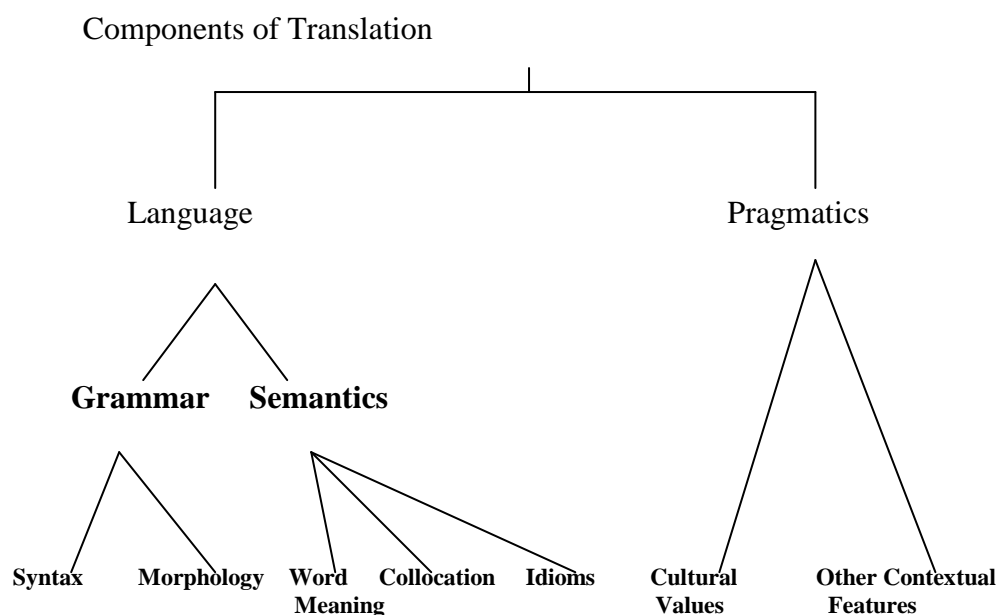 Components of Translation
Language Pragmatics
Grammar Semantics
Syntax Morphology Word Collocation Idioms Cultural Other Contextual
Meaning Values Features